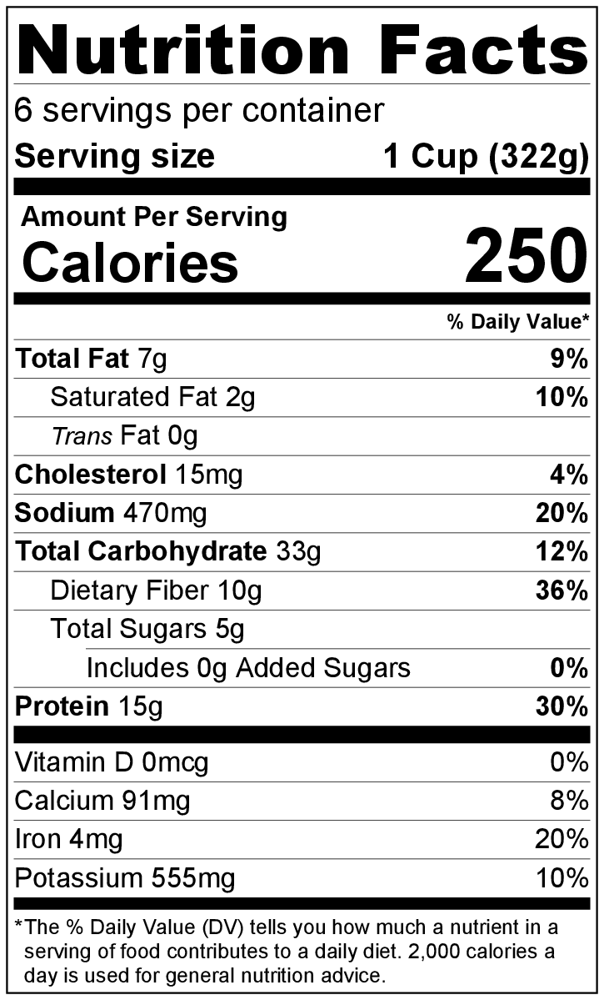 Nutrition Facts
6 servings per container
Serving size 1 Cup (322g)
Amount Per Serving
Calories 250
% Daily Value*
Total Fat 7g 9%
Saturated Fat 2g 10%
Trans Fat 0g
Cholesterol 15mg 4%
Sodium 470mg 20%
Total Carbohydrate 33g 12%
Dietary Fiber 10g 36%
Total Sugars 5g
Includes 0g Added Sugars 0%
Protein 15g 30%
Vitamin D 0mcg 0%
Calcium 91mg 8%
Iron 4mg 20%
Potassium 555mg 10%
*The % Daily Value (DV) tells you how much a nutrient in a
serving of food contributes to a daily diet. 2,000 calories a
day is used for general nutrition advice.